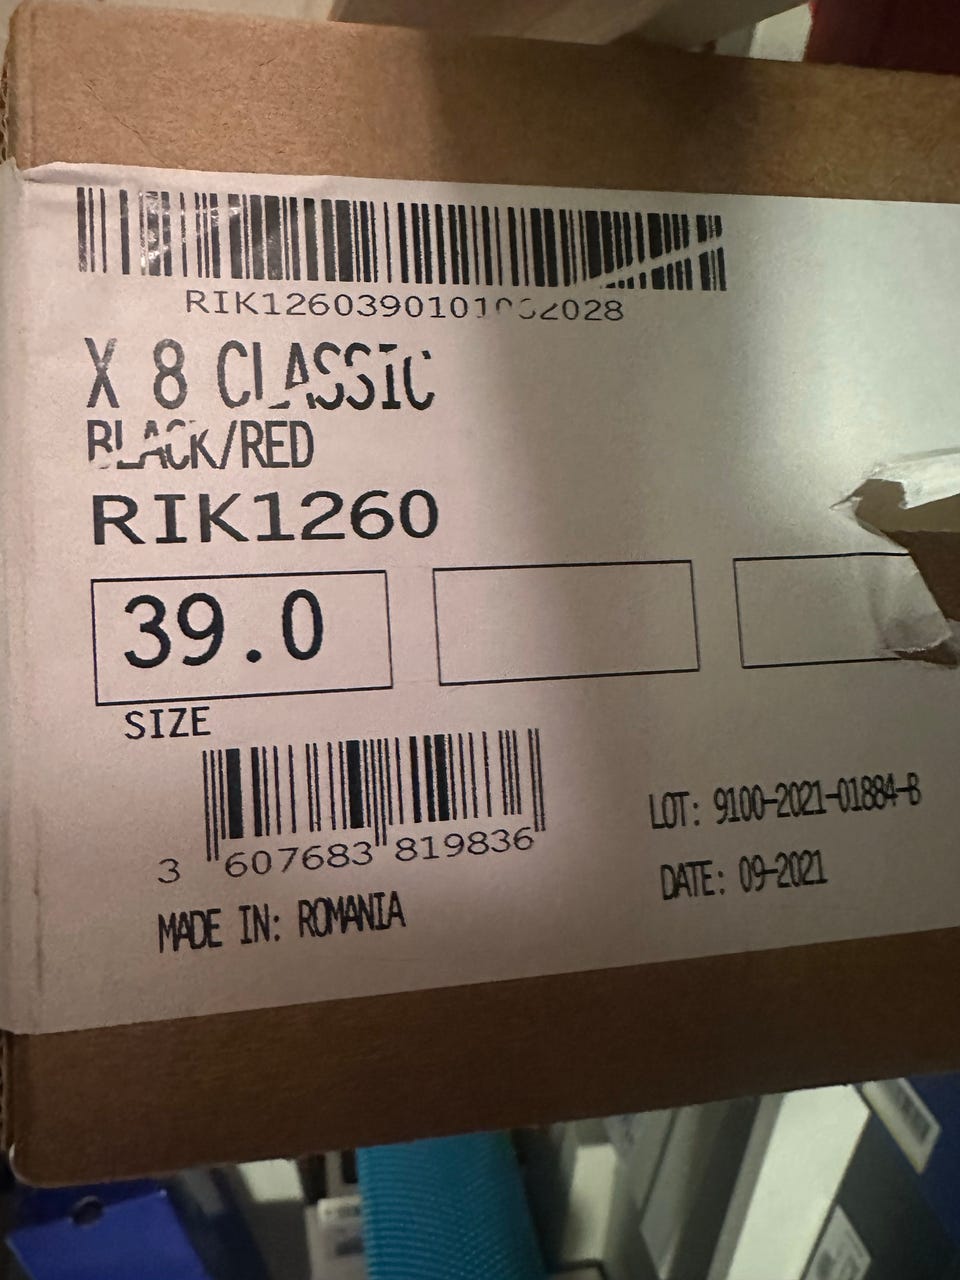 X 8 CLASSIC
BLACK/RED
RIK1260
39.0
SIZE
3 607683 819836
LOT: 9100-2021-01884-B
DATE: 09-2021
MADE IN: ROMANIA